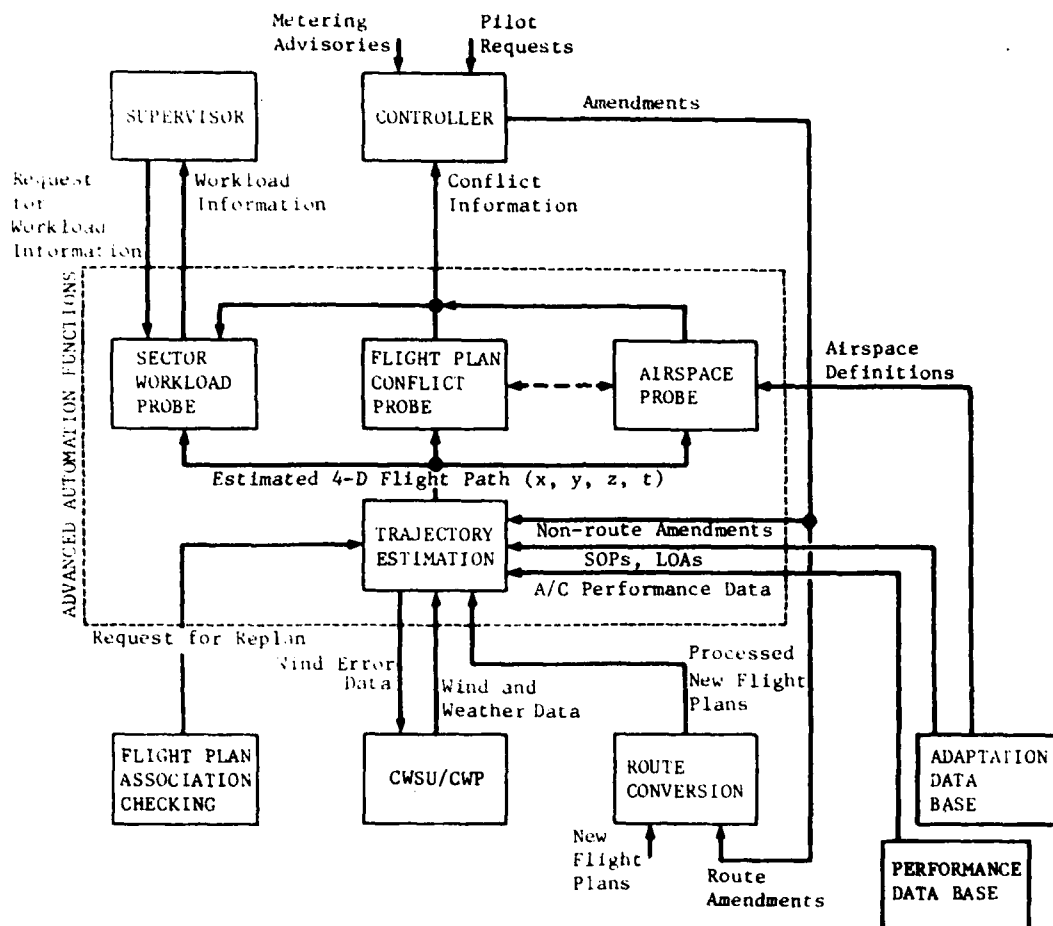 Metering
Advisories
Pilot
Requests
SUPERVISOR
CONTROLLER
Amendments
Request
for
Workload
Information
Workload
Information
Conflict
Information
ADVANCED AUTOMATION FUNCTIONS
SECTOR
WORKLOAD
PROBE
FLIGHT PLAN
CONFLICT
PROBE
AIRSPACE
PROBE
Airspace
Definitions
Estimated 4-D Flight Path (x, y, z, t)
TRAJECTORY
ESTIMATION
Non-route Amendments
SOPs, LOAs
A/C Performance Data
Request for Replan
Wind Error
Data
Wind and
Weather Data
Processed
New Flight
Plans
FLIGHT PLAN
ASSOCIATION
CHECKING
CWSU/CWP
ROUTE
CONVERSION
ADAPTATION
DATA
BASE
New
Flight
Plans
Route
Amendments
PERFORMANCE
DATA BASE